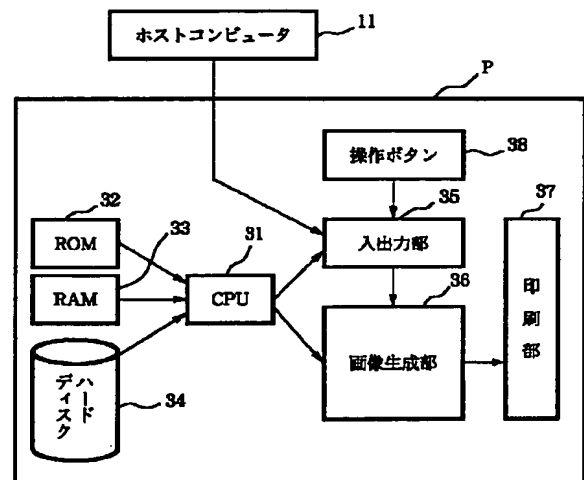 ホストコンピュータ
11
P
操作ボタン
38
32
ROM
33
RAM
31
CPU
35
入出力部
37
印刷部
36
画像生成部
ハード
ディスク
34